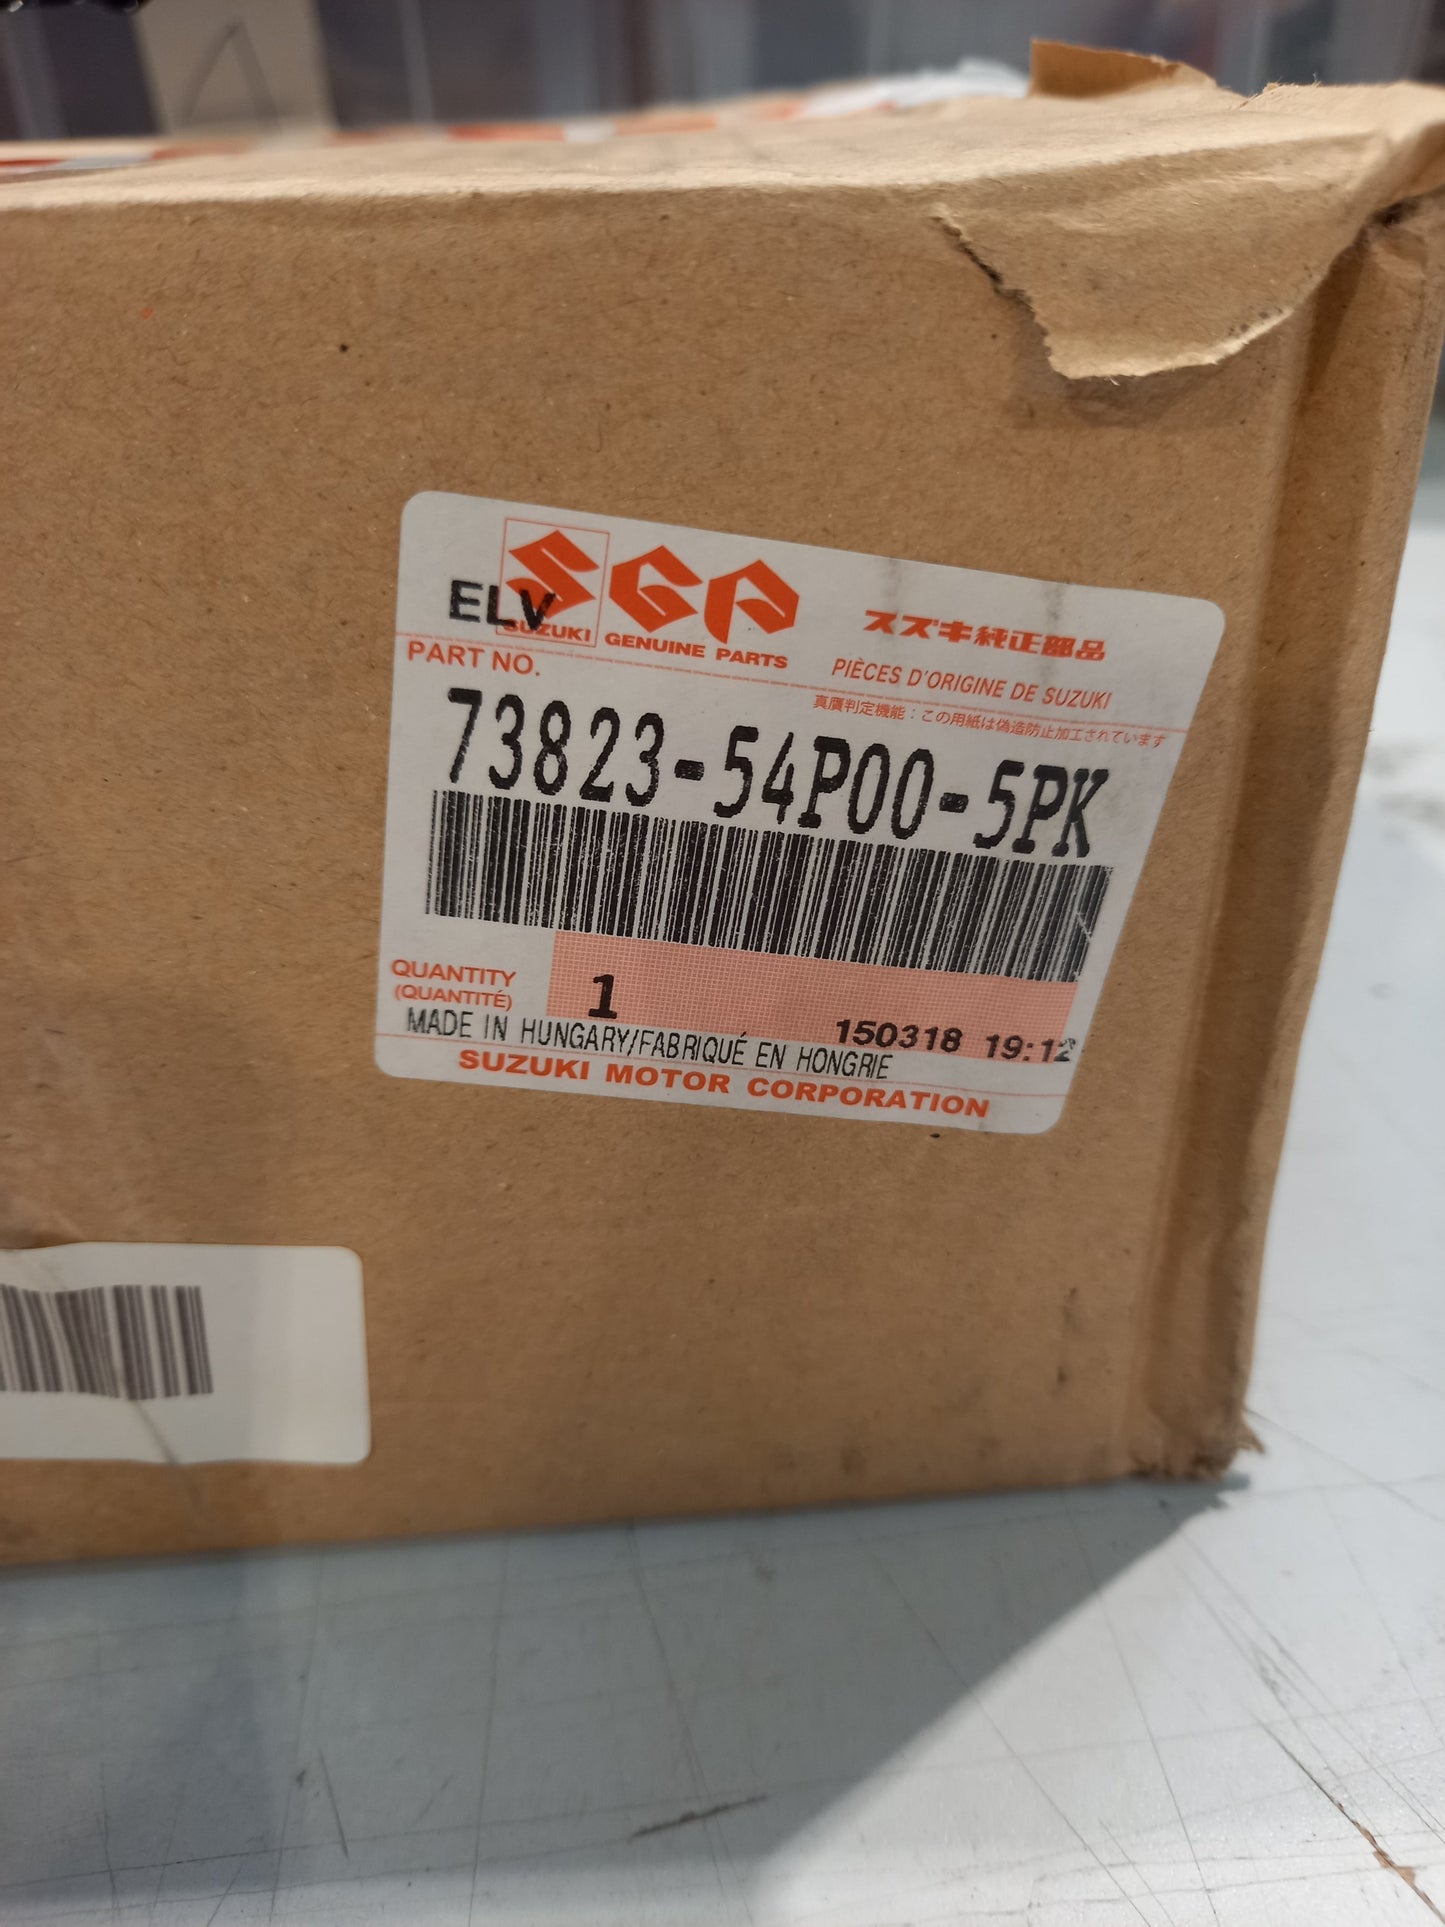 ELV
SUZUKI
SGP
GENUINE PARTS
スズキ純正部品
PIÈCES D'ORIGINE DE SUZUKI
PART NO.
真贋判定機能：この用紙は偽造防止加工されています
73823-54P00-5PK
QUANTITY
(QUANTITÉ)
1
150318 19:12
MADE IN HUNGARY/FABRIQUÉ EN HONGRIE
SUZUKI MOTOR CORPORATION